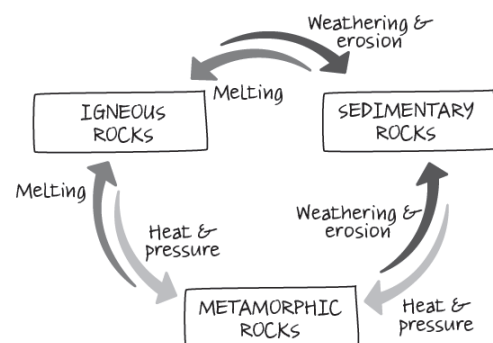 Weathering &
erosion
Melting
IGNEOUS
ROCKS
SEDIMENTARY
ROCKS
Melting
Heat &
pressure
Weathering &
erosion
Heat &
pressure
METAMORPHIC
ROCKS